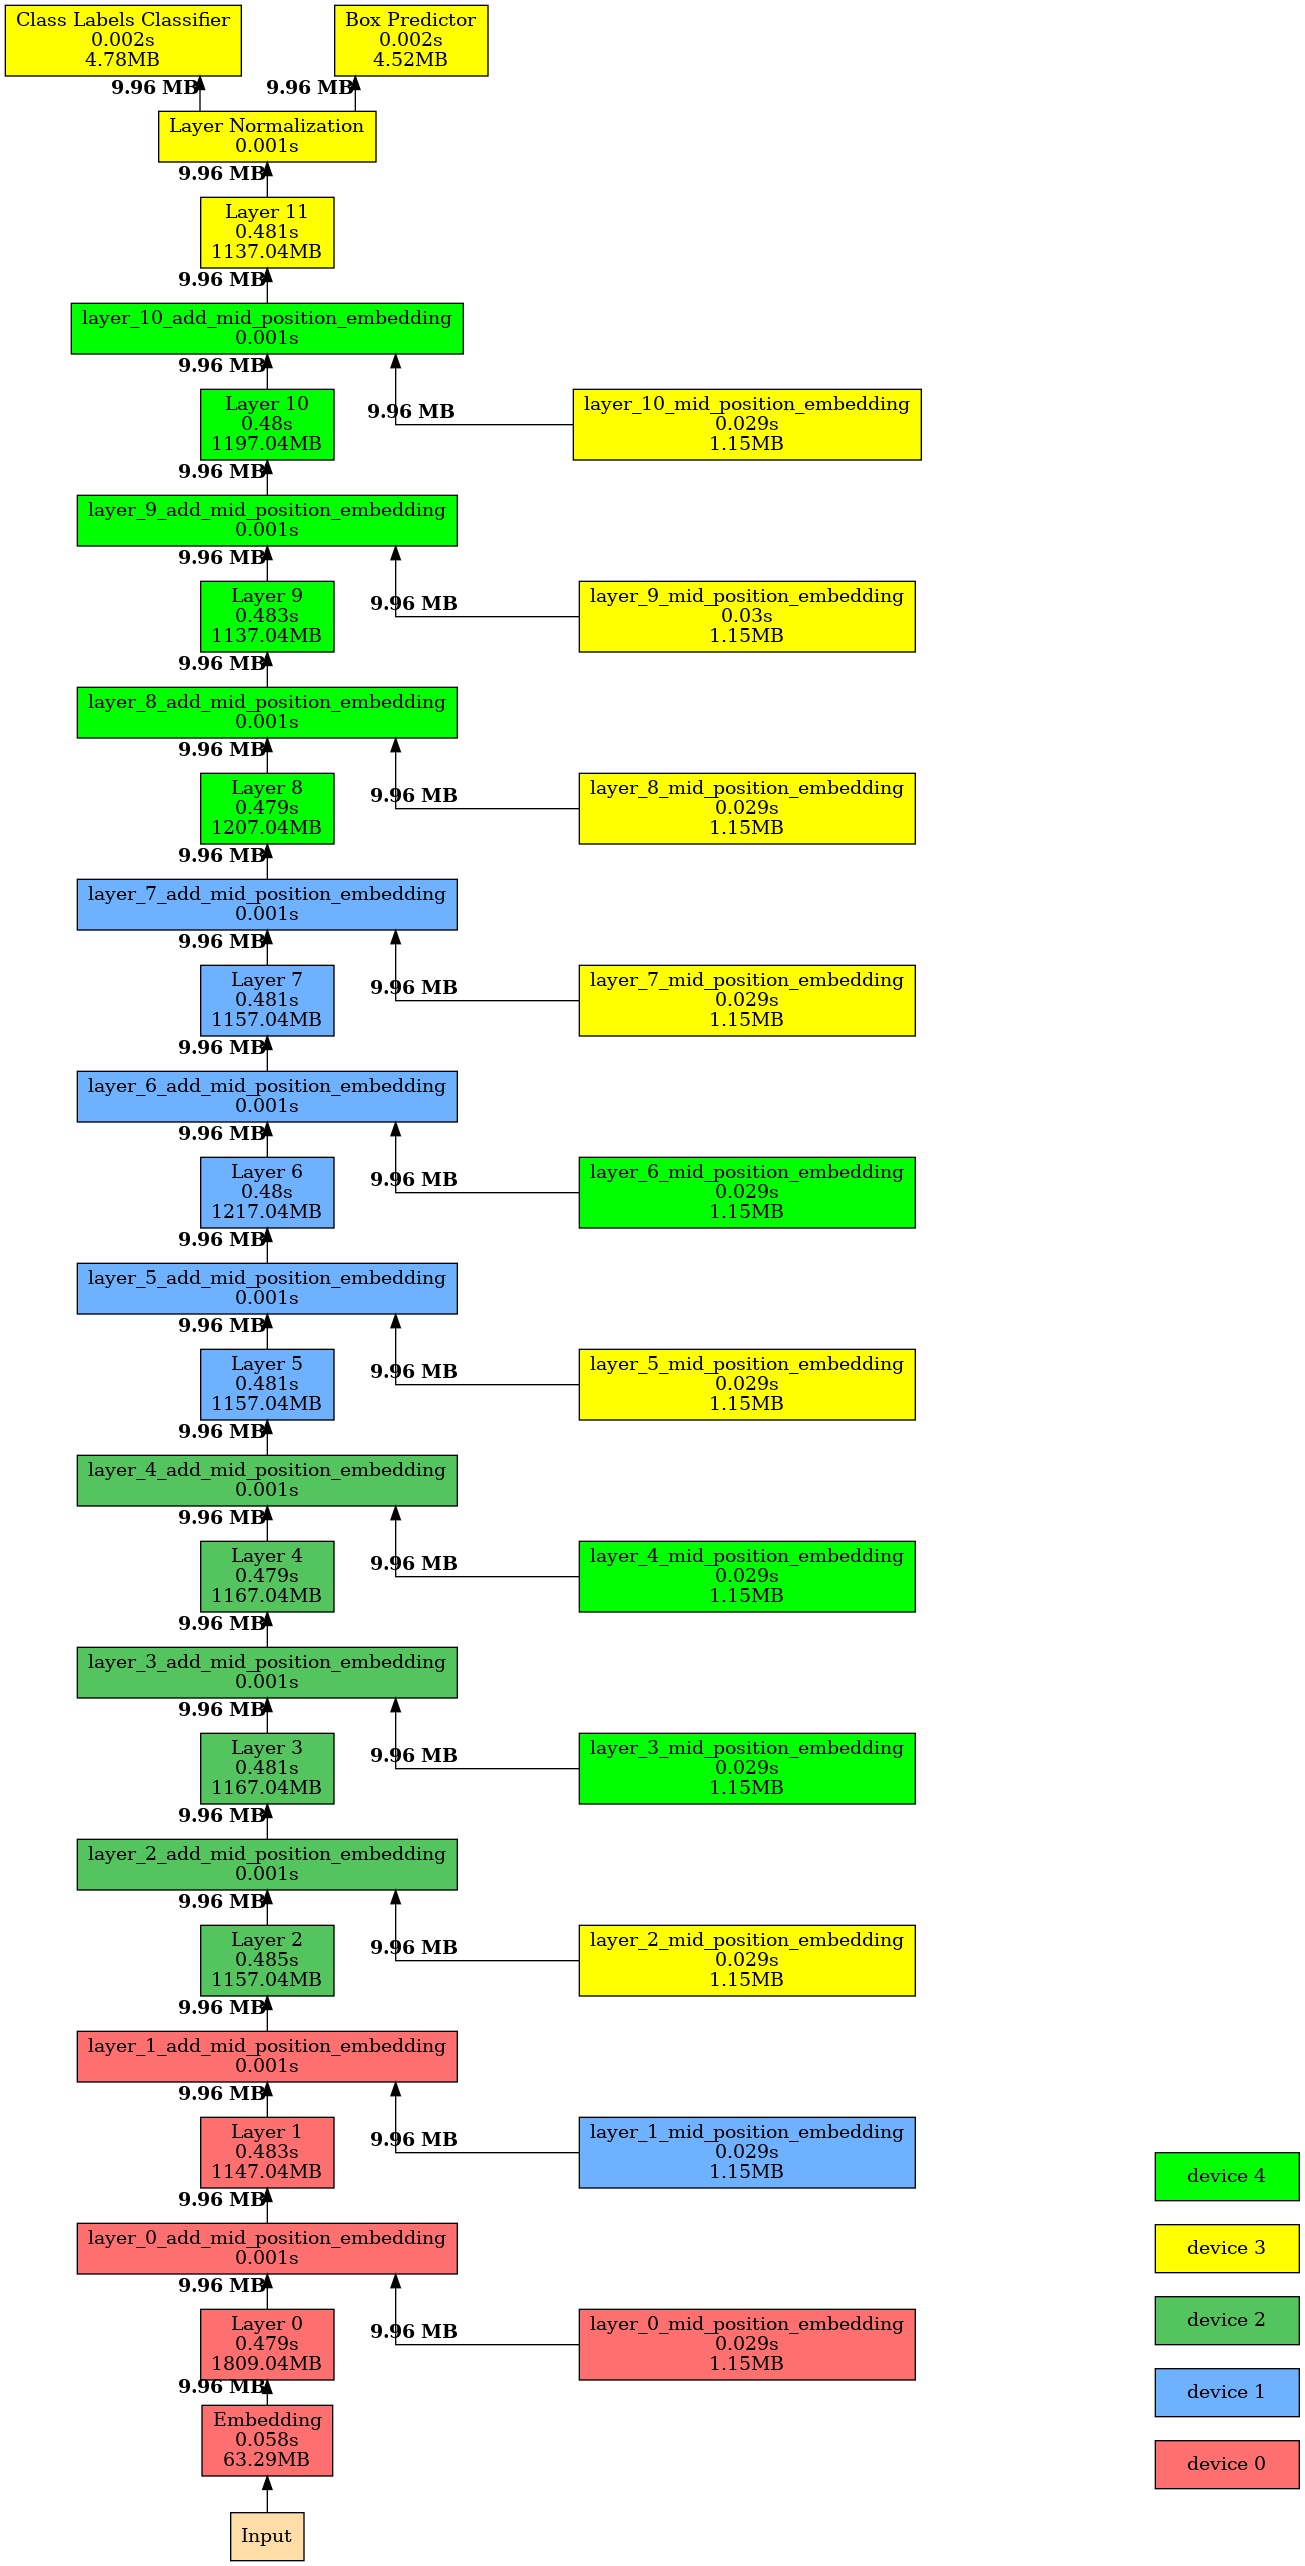 Class Labels Classifier
0.002s
4.78MB
Box Predictor
0.002s
4.52MB
9.96 MB
9.96 MB
Layer Normalization
0.001s
9.96 MB
Layer 11
0.481s
1137.04MB
9.96 MB
layer_10_add_mid_position_embedding
0.001s
9.96 MB
Layer 10
0.48s
1197.04MB
9.96 MB
layer_10_mid_position_embedding
0.029s
1.15MB
9.96 MB
layer_9_add_mid_position_embedding
0.001s
9.96 MB
Layer 9
0.483s
1137.04MB
9.96 MB
layer_9_mid_position_embedding
0.03s
1.15MB
9.96 MB
layer_8_add_mid_position_embedding
0.001s
9.96 MB
Layer 8
0.479s
1207.04MB
9.96 MB
layer_8_mid_position_embedding
0.029s
1.15MB
9.96 MB
layer_7_add_mid_position_embedding
0.001s
9.96 MB
Layer 7
0.481s
1157.04MB
9.96 MB
layer_7_mid_position_embedding
0.029s
1.15MB
9.96 MB
layer_6_add_mid_position_embedding
0.001s
9.96 MB
Layer 6
0.48s
1217.04MB
9.96 MB
layer_6_mid_position_embedding
0.029s
1.15MB
9.96 MB
layer_5_add_mid_position_embedding
0.001s
9.96 MB
Layer 5
0.481s
1157.04MB
9.96 MB
layer_5_mid_position_embedding
0.029s
1.15MB
9.96 MB
layer_4_add_mid_position_embedding
0.001s
9.96 MB
Layer 4
0.479s
1167.04MB
9.96 MB
layer_4_mid_position_embedding
0.029s
1.15MB
9.96 MB
layer_3_add_mid_position_embedding
0.001s
9.96 MB
Layer 3
0.481s
1167.04MB
9.96 MB
layer_3_mid_position_embedding
0.029s
1.15MB
9.96 MB
layer_2_add_mid_position_embedding
0.001s
9.96 MB
Layer 2
0.485s
1157.04MB
9.96 MB
layer_2_mid_position_embedding
0.029s
1.15MB
9.96 MB
layer_1_add_mid_position_embedding
0.001s
9.96 MB
Layer 1
0.483s
1147.04MB
9.96 MB
layer_1_mid_position_embedding
0.029s
1.15MB
9.96 MB
layer_0_add_mid_position_embedding
0.001s
9.96 MB
Layer 0
0.479s
1809.04MB
9.96 MB
layer_0_mid_position_embedding
0.029s
1.15MB
9.96 MB
Embedding
0.058s
63.29MB
Input
device 4
device 3
device 2
device 1
device 0